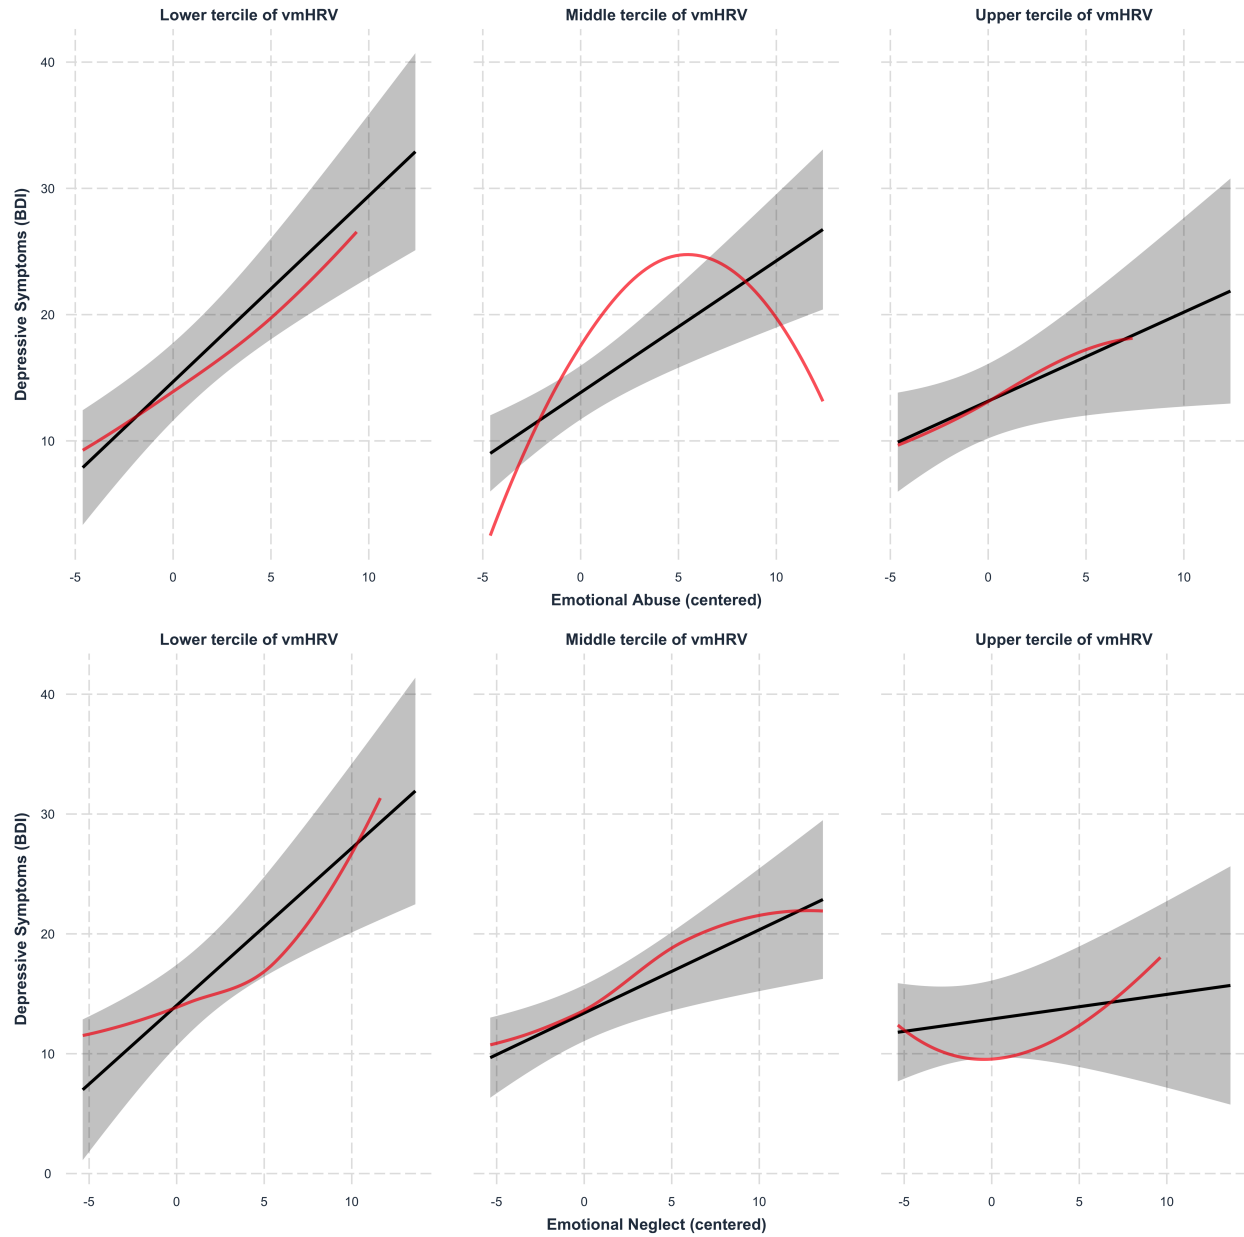 Lower tercile of vmHRV Middle tercile of vmHRV Upper tercile of vmHRV
40
30
20
10
Depressive Symptoms (BDI)
-5 0 5 10 -5 0 5 10 -5 0 5 10
Emotional Abuse (centered)
Lower tercile of vmHRV Middle tercile of vmHRV Upper tercile of vmHRV
40
30
20
10
0
Depressive Symptoms (BDI)
-5 0 5 10 -5 0 5 10 -5 0 5 10
Emotional Neglect (centered)